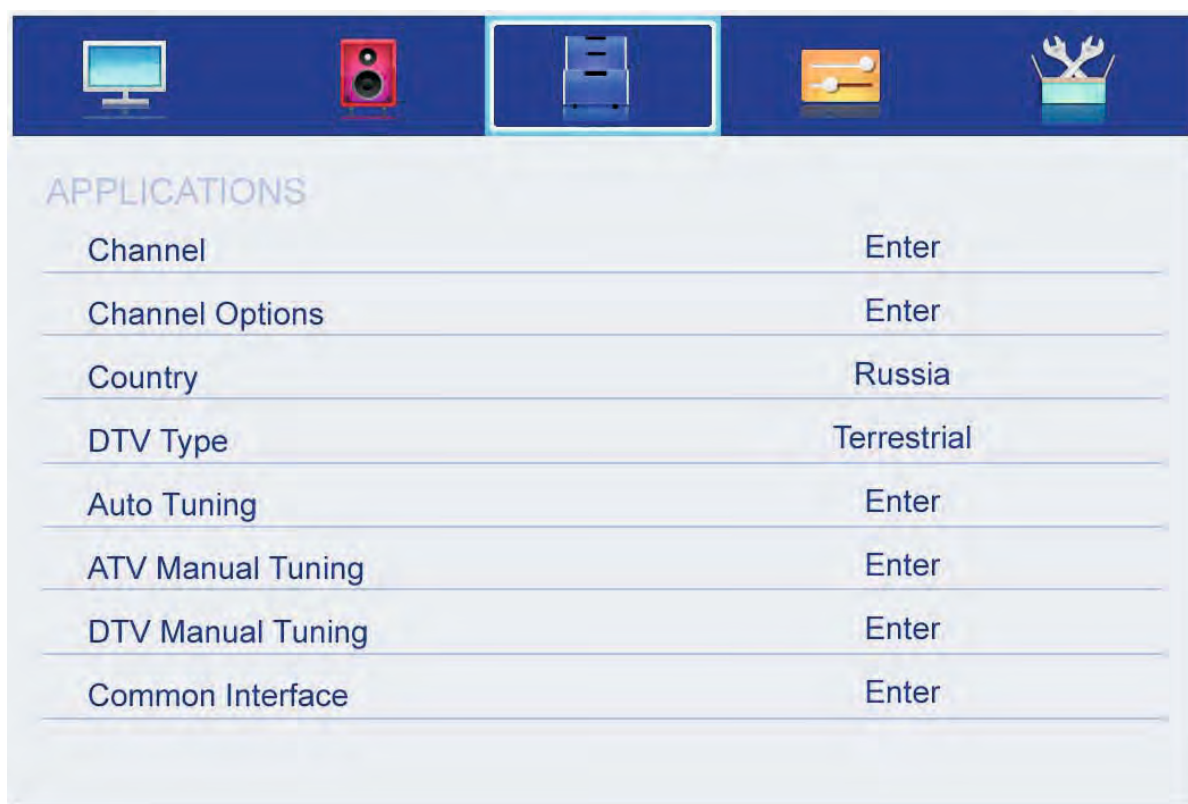 APPLICATIONS
Channel Enter
Channel Options Enter
Country Russia
DTV Type Terrestrial
Auto Tuning Enter
ATV Manual Tuning Enter
DTV Manual Tuning Enter
Common Interface Enter